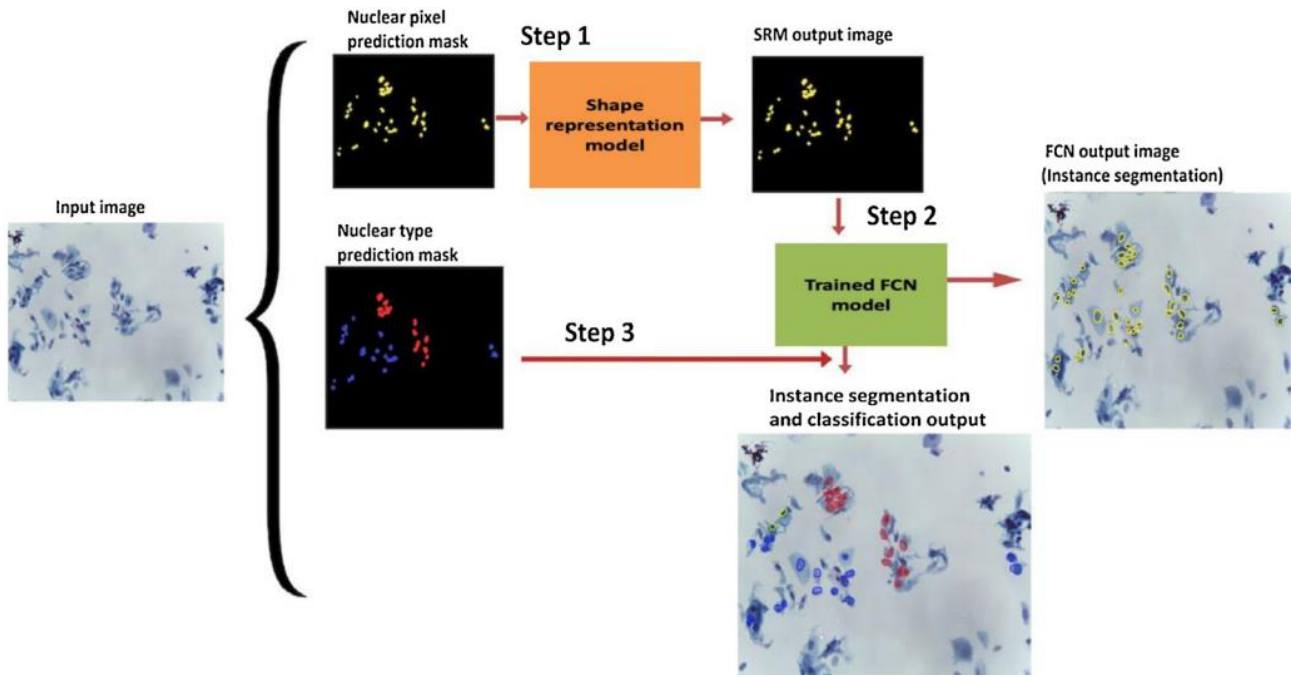 Nuclear pixel
prediction mask
Step 1
Shape
representation
model
SRM output image
Input image
Nuclear type
prediction mask
Step 2
Trained FCN
model
FCN output image
(Instance segmentation)
Step 3
Instance segmentation
and classification output